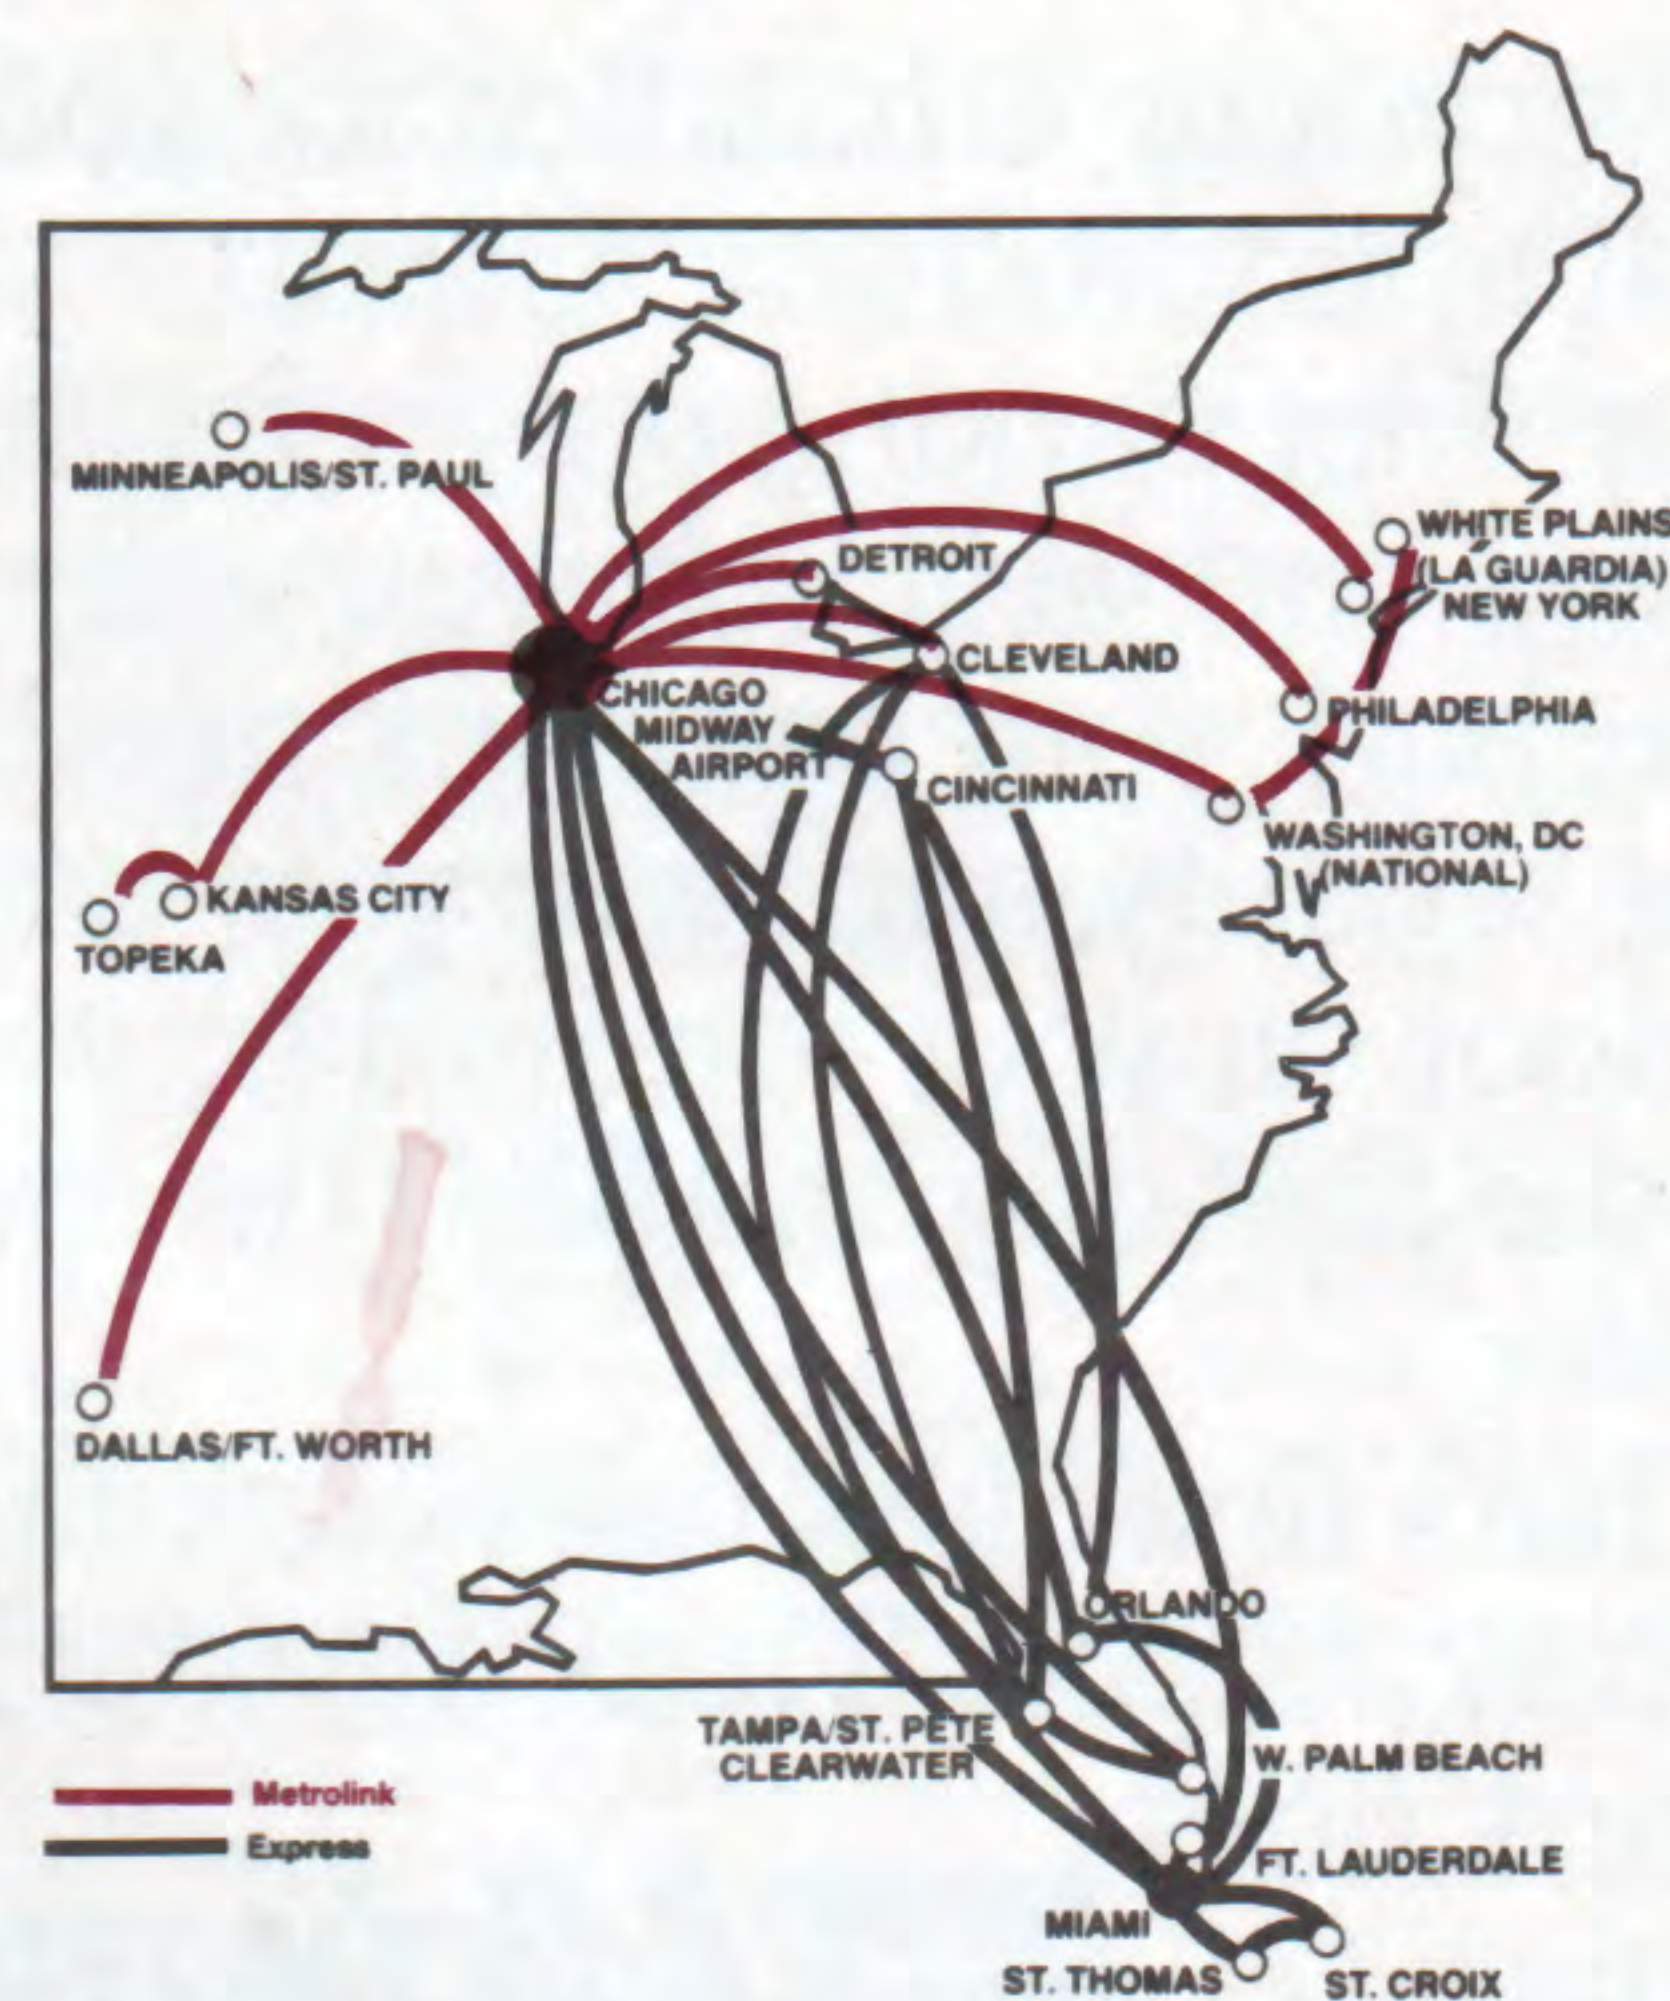 MINNEAPOLIS/ST. PAUL
WHITE PLAINS
(LA GUARDIA)
NEW YORK
DETROIT
CLEVELAND
CHICAGO
MIDWAY
AIRPORT
PHILADELPHIA
CINCINNATI
WASHINGTON, DC
(NATIONAL)
KANSAS CITY
TOPEKA
DALLAS/FT. WORTH
ORLANDO
TAMPA/ST. PETE
CLEARWATER
W. PALM BEACH
Metrolink
Express
FT. LAUDERDALE
MIAMI
ST. THOMAS
ST. CROIX